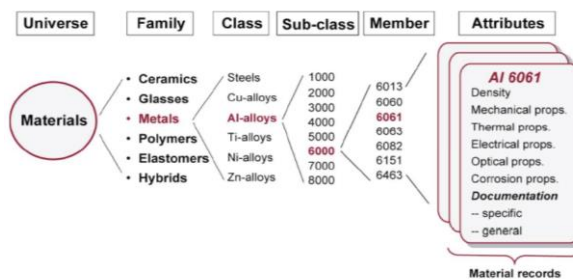 Universe
Family
Class
Sub-class
Member
Attributes
Materials
• Ceramics
• Glasses
• Metals
• Polymers
• Elastomers
• Hybrids
Steels
Cu-alloys
Al-alloys
Ti-alloys
Ni-alloys
Zn-alloys
1000
2000
3000
4000
5000
6000
7000
8000
6013
6060
6061
6063
6082
6151
6463
Al 6061
Density
Mechanical props.
Thermal props.
Electrical props.
Optical props.
Corrosion props.
Documentation
-- specific
-- general
Material records